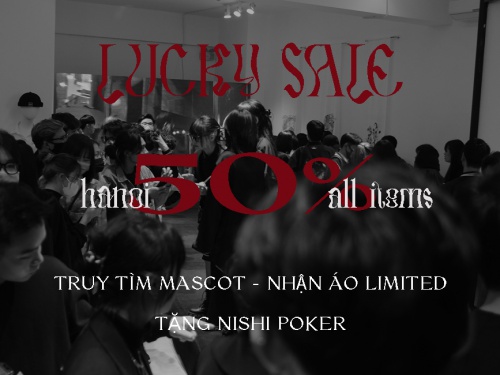 LUCKY SALE
hanoi 50% all items
TRUY TÌM MASCOT - NHẬN ÁO LIMITED
TẶNG NISHI POKER